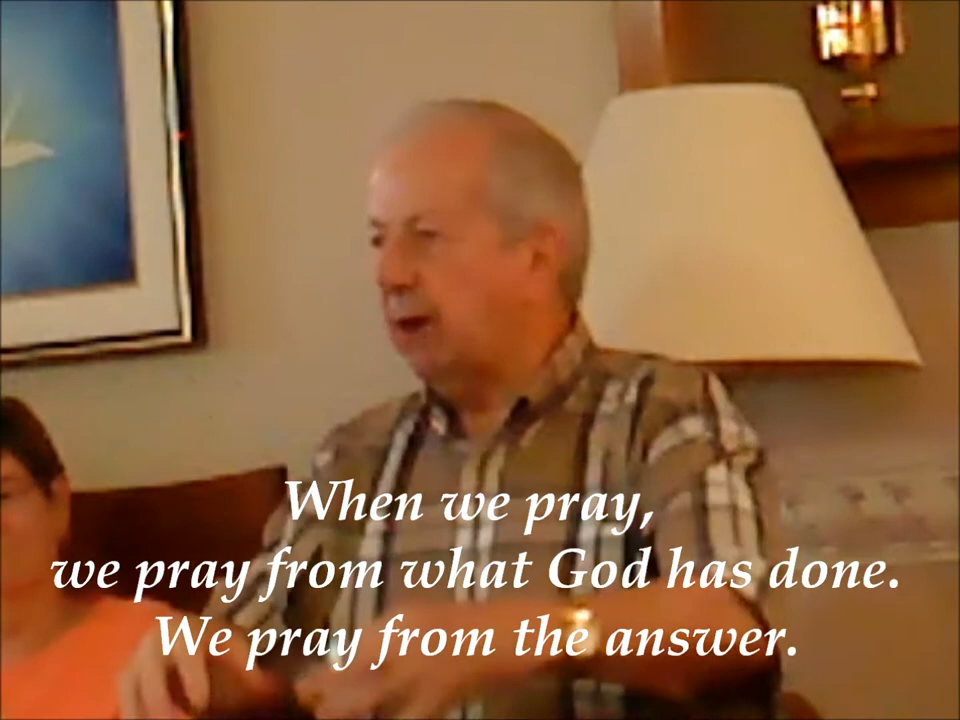 When we pray,
we pray from what God has done.
We pray from the answer.